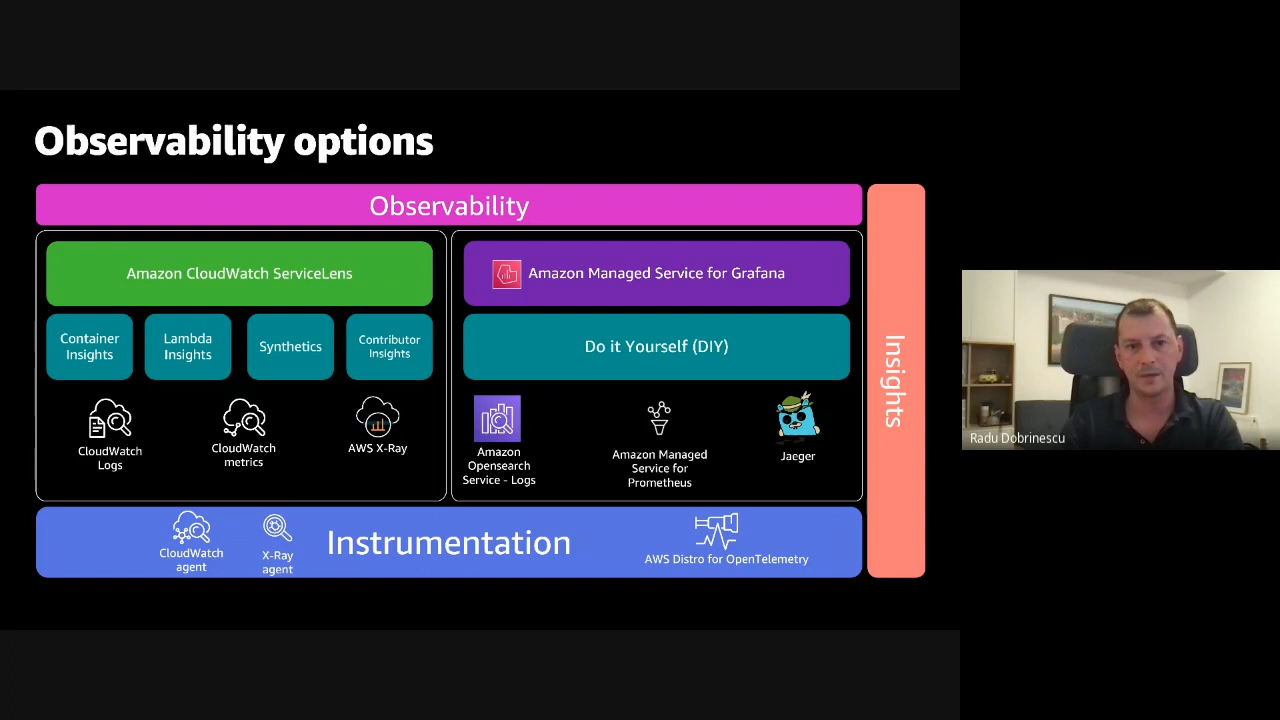 Observability options
Observability
Amazon CloudWatch ServiceLens
Container
Insights
Lambda
Insights
Synthetics
Contributor
Insights
CloudWatch
Logs
CloudWatch
metrics
AWS X-Ray
Amazon Managed Service for Grafana
Do it Yourself (DIY)
Amazon
Opensearch
Service - Logs
Amazon Managed
Service for
Prometheus
Jaeger
Insights
CloudWatch
agent
X-Ray
agent
Instrumentation
AWS Distro for OpenTelemetry
Radu Dobrinescu